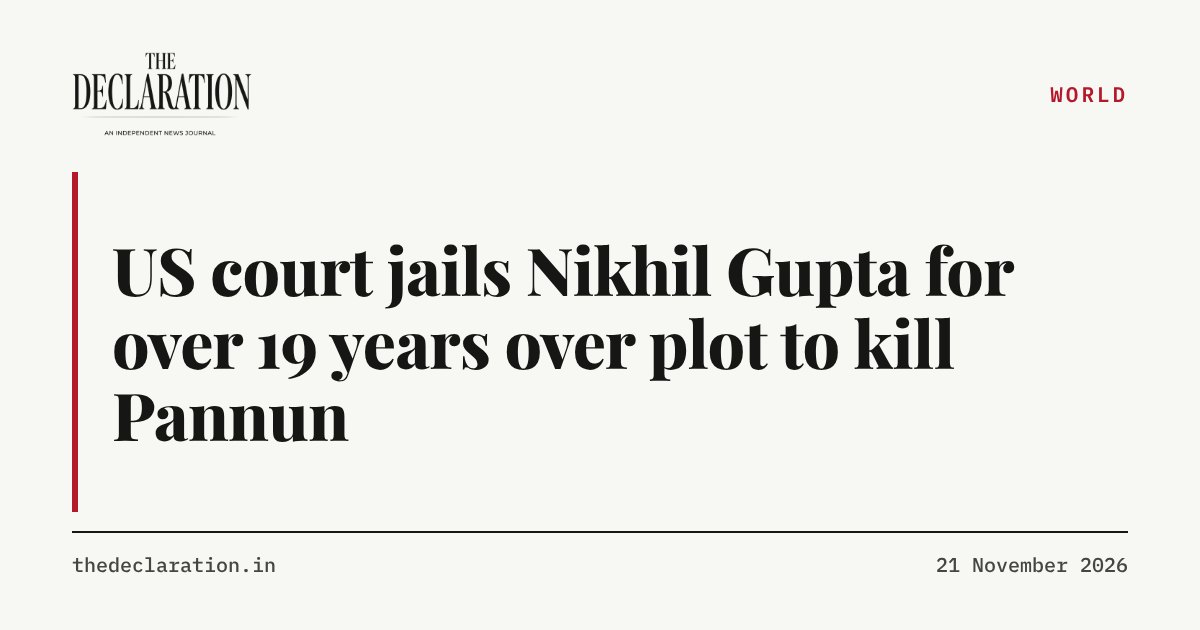 THE
DECLARATION
AN INDEPENDENT NEWS JOURNAL
WORLD
US court jails Nikhil Gupta for
over 19 years over plot to kill
Pannun
thedeclaration.in
21 November 2026